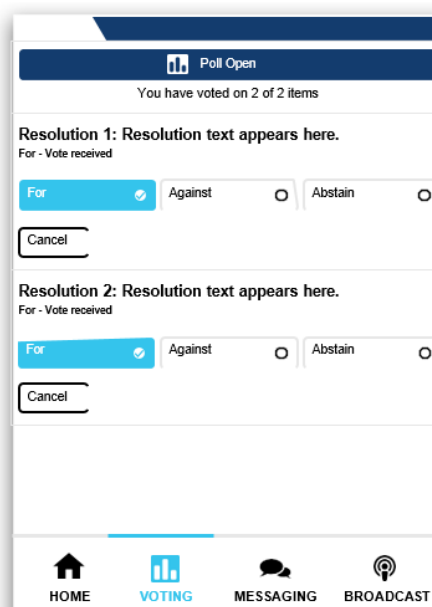 Poll Open
You have voted on 2 of 2 items
Resolution 1: Resolution text appears here.
For - Vote received
For Against Abstain
Cancel
Resolution 2: Resolution text appears here.
For - Vote received
For Against Abstain
Cancel
HOME VOTING MESSAGING BROADCAST